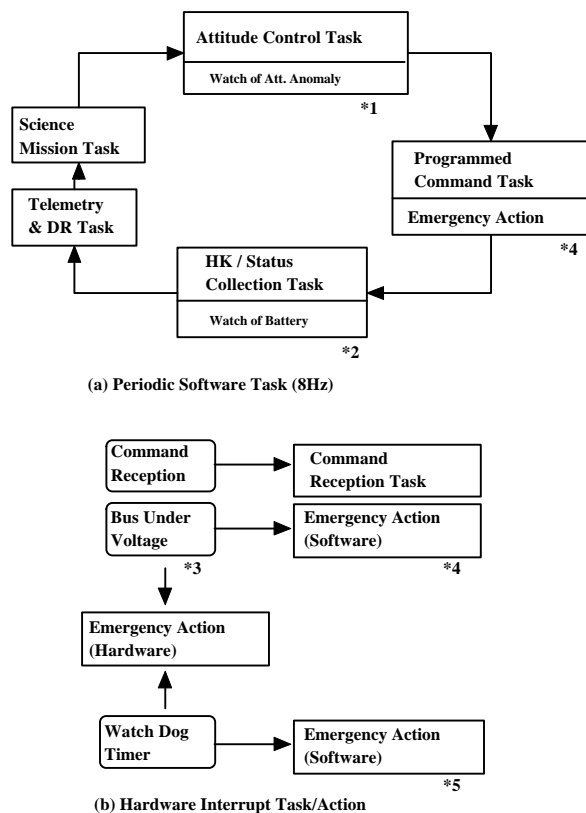 Attitude Control Task
Watch of Att. Anomaly
*1
Science
Mission Task
Programmed
Command Task
Emergency Action
*4
Telemetry
& DR Task
HK / Status
Collection Task
Watch of Battery
*2
(a) Periodic Software Task (8Hz)
Command
Reception
Command
Reception Task
Bus Under
Voltage
*3
Emergency Action
(Software)
*4
Emergency Action
(Hardware)
Watch Dog
Timer
Emergency Action
(Software)
*5
(b) Hardware Interrupt Task/Action